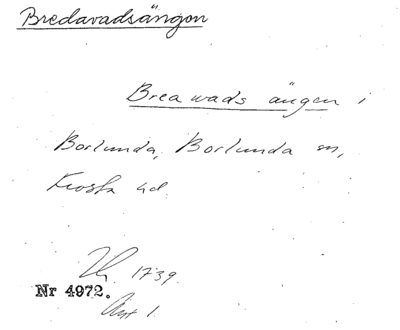 Bredavadsängen
Breawads ängen i
Borlunda, Borlunda sn,
Frosta hd.
1739.
Nr 4972.
Akt 1.